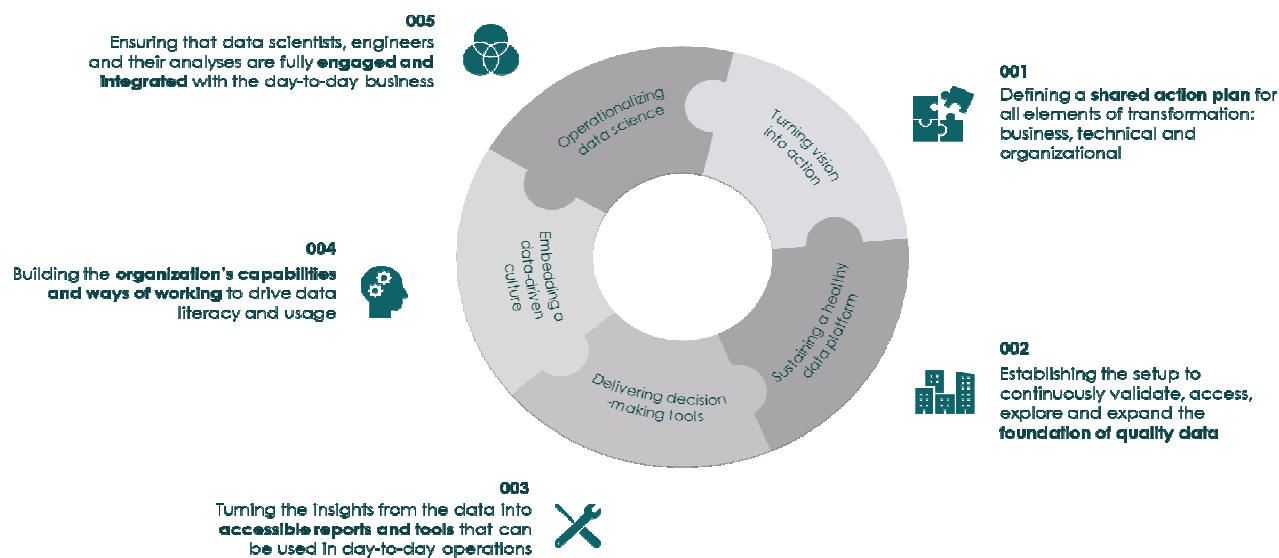 005
Ensuring that data scientists, engineers
and their analyses are fully engaged and
integrated with the day-to-day business
001
Defining a shared action plan for
all elements of transformation:
business, technical and
organizational
Operationalizing
data science
Turning vision
into action
004
Building the organization's capabilities
and ways of working to drive data
literacy and usage
Embedding a
data-driven
culture
Sustaining a healthy
data platform
002
Establishing the setup to
continuously validate, access,
explore and expand the
foundation of quality data
Delivering decision
-making tools
003
Turning the insights from the data into
accessible reports and tools that can
be used in day-to-day operations